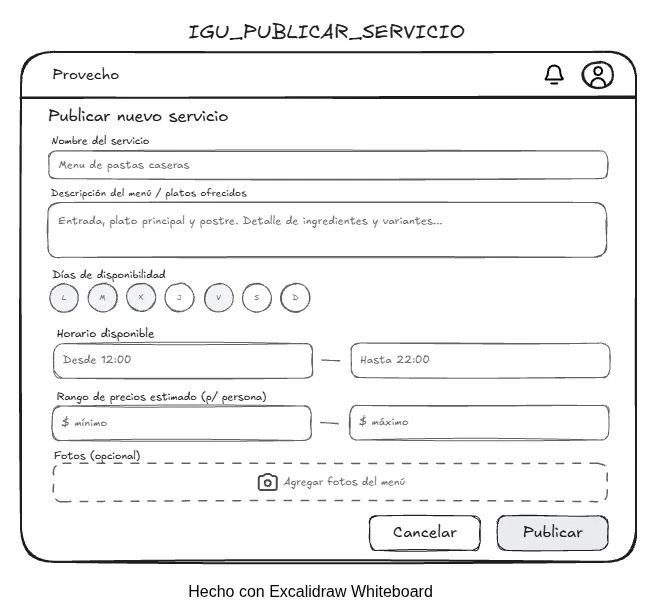 IGU_PUBLICAR_SERVICIO
Provecho
Publicar nuevo servicio
Nombre del servicio
Menu de pastas caseras
Descripción del menú / platos ofrecidos
Entrada, plato principal y postre. Detalle de ingredientes y variantes...
Días de disponibilidad
L M X J V S D
Horario disponible
Desde 12:00 — Hasta 22:00
Rango de precios estimado (p/ persona)
$ mínimo — $ máximo
Fotos (opcional)
Agregar fotos del menú
Cancelar Publicar
Hecho con Excalidraw Whiteboard